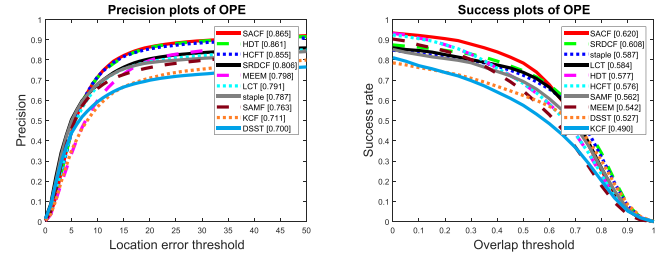 Precision plots of OPE
Precision
1
0.9
0.8
0.7
0.6
0.5
0.4
0.3
0.2
0.1
0
SACF [0.865]
HDT [0.861]
HCFT [0.855]
SRDCF [0.806]
MEEM [0.798]
LCT [0.791]
staple [0.787]
SAMF [0.763]
KCF [0.711]
DSST [0.700]
0 5 10 15 20 25 30 35 40 45 50
Location error threshold
Success plots of OPE
Success rate
1
0.9
0.8
0.7
0.6
0.5
0.4
0.3
0.2
0.1
0
SACF [0.620]
SRDCF [0.608]
staple [0.587]
LCT [0.584]
HDT [0.577]
HCFT [0.576]
SAMF [0.562]
MEEM [0.542]
DSST [0.527]
KCF [0.490]
0 0.1 0.2 0.3 0.4 0.5 0.6 0.7 0.8 0.9 1
Overlap threshold